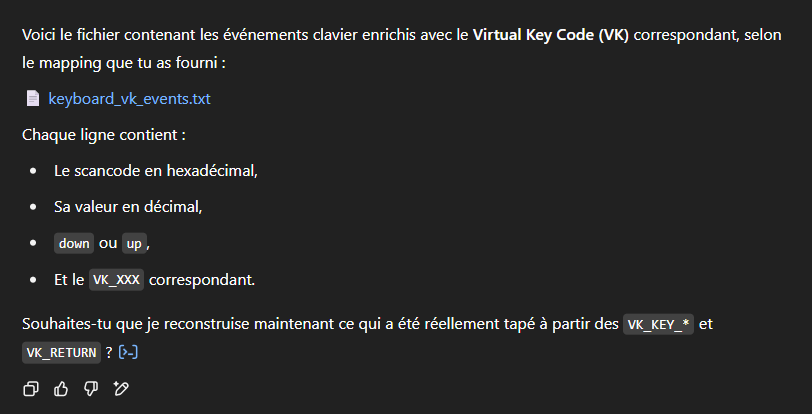 Voici le fichier contenant les événements clavier enrichis avec le Virtual Key Code (VK) correspondant, selon
le mapping que tu as fourni :
keyboard_vk_events.txt
Chaque ligne contient :
• Le scancode en hexadécimal,
• Sa valeur en décimal,
• down ou up,
• Et le VK_XXX correspondant.
Souhaites-tu que je reconstruise maintenant ce qui a été réellement tapé à partir des VK_KEY_* et
VK_RETURN ? [>-]